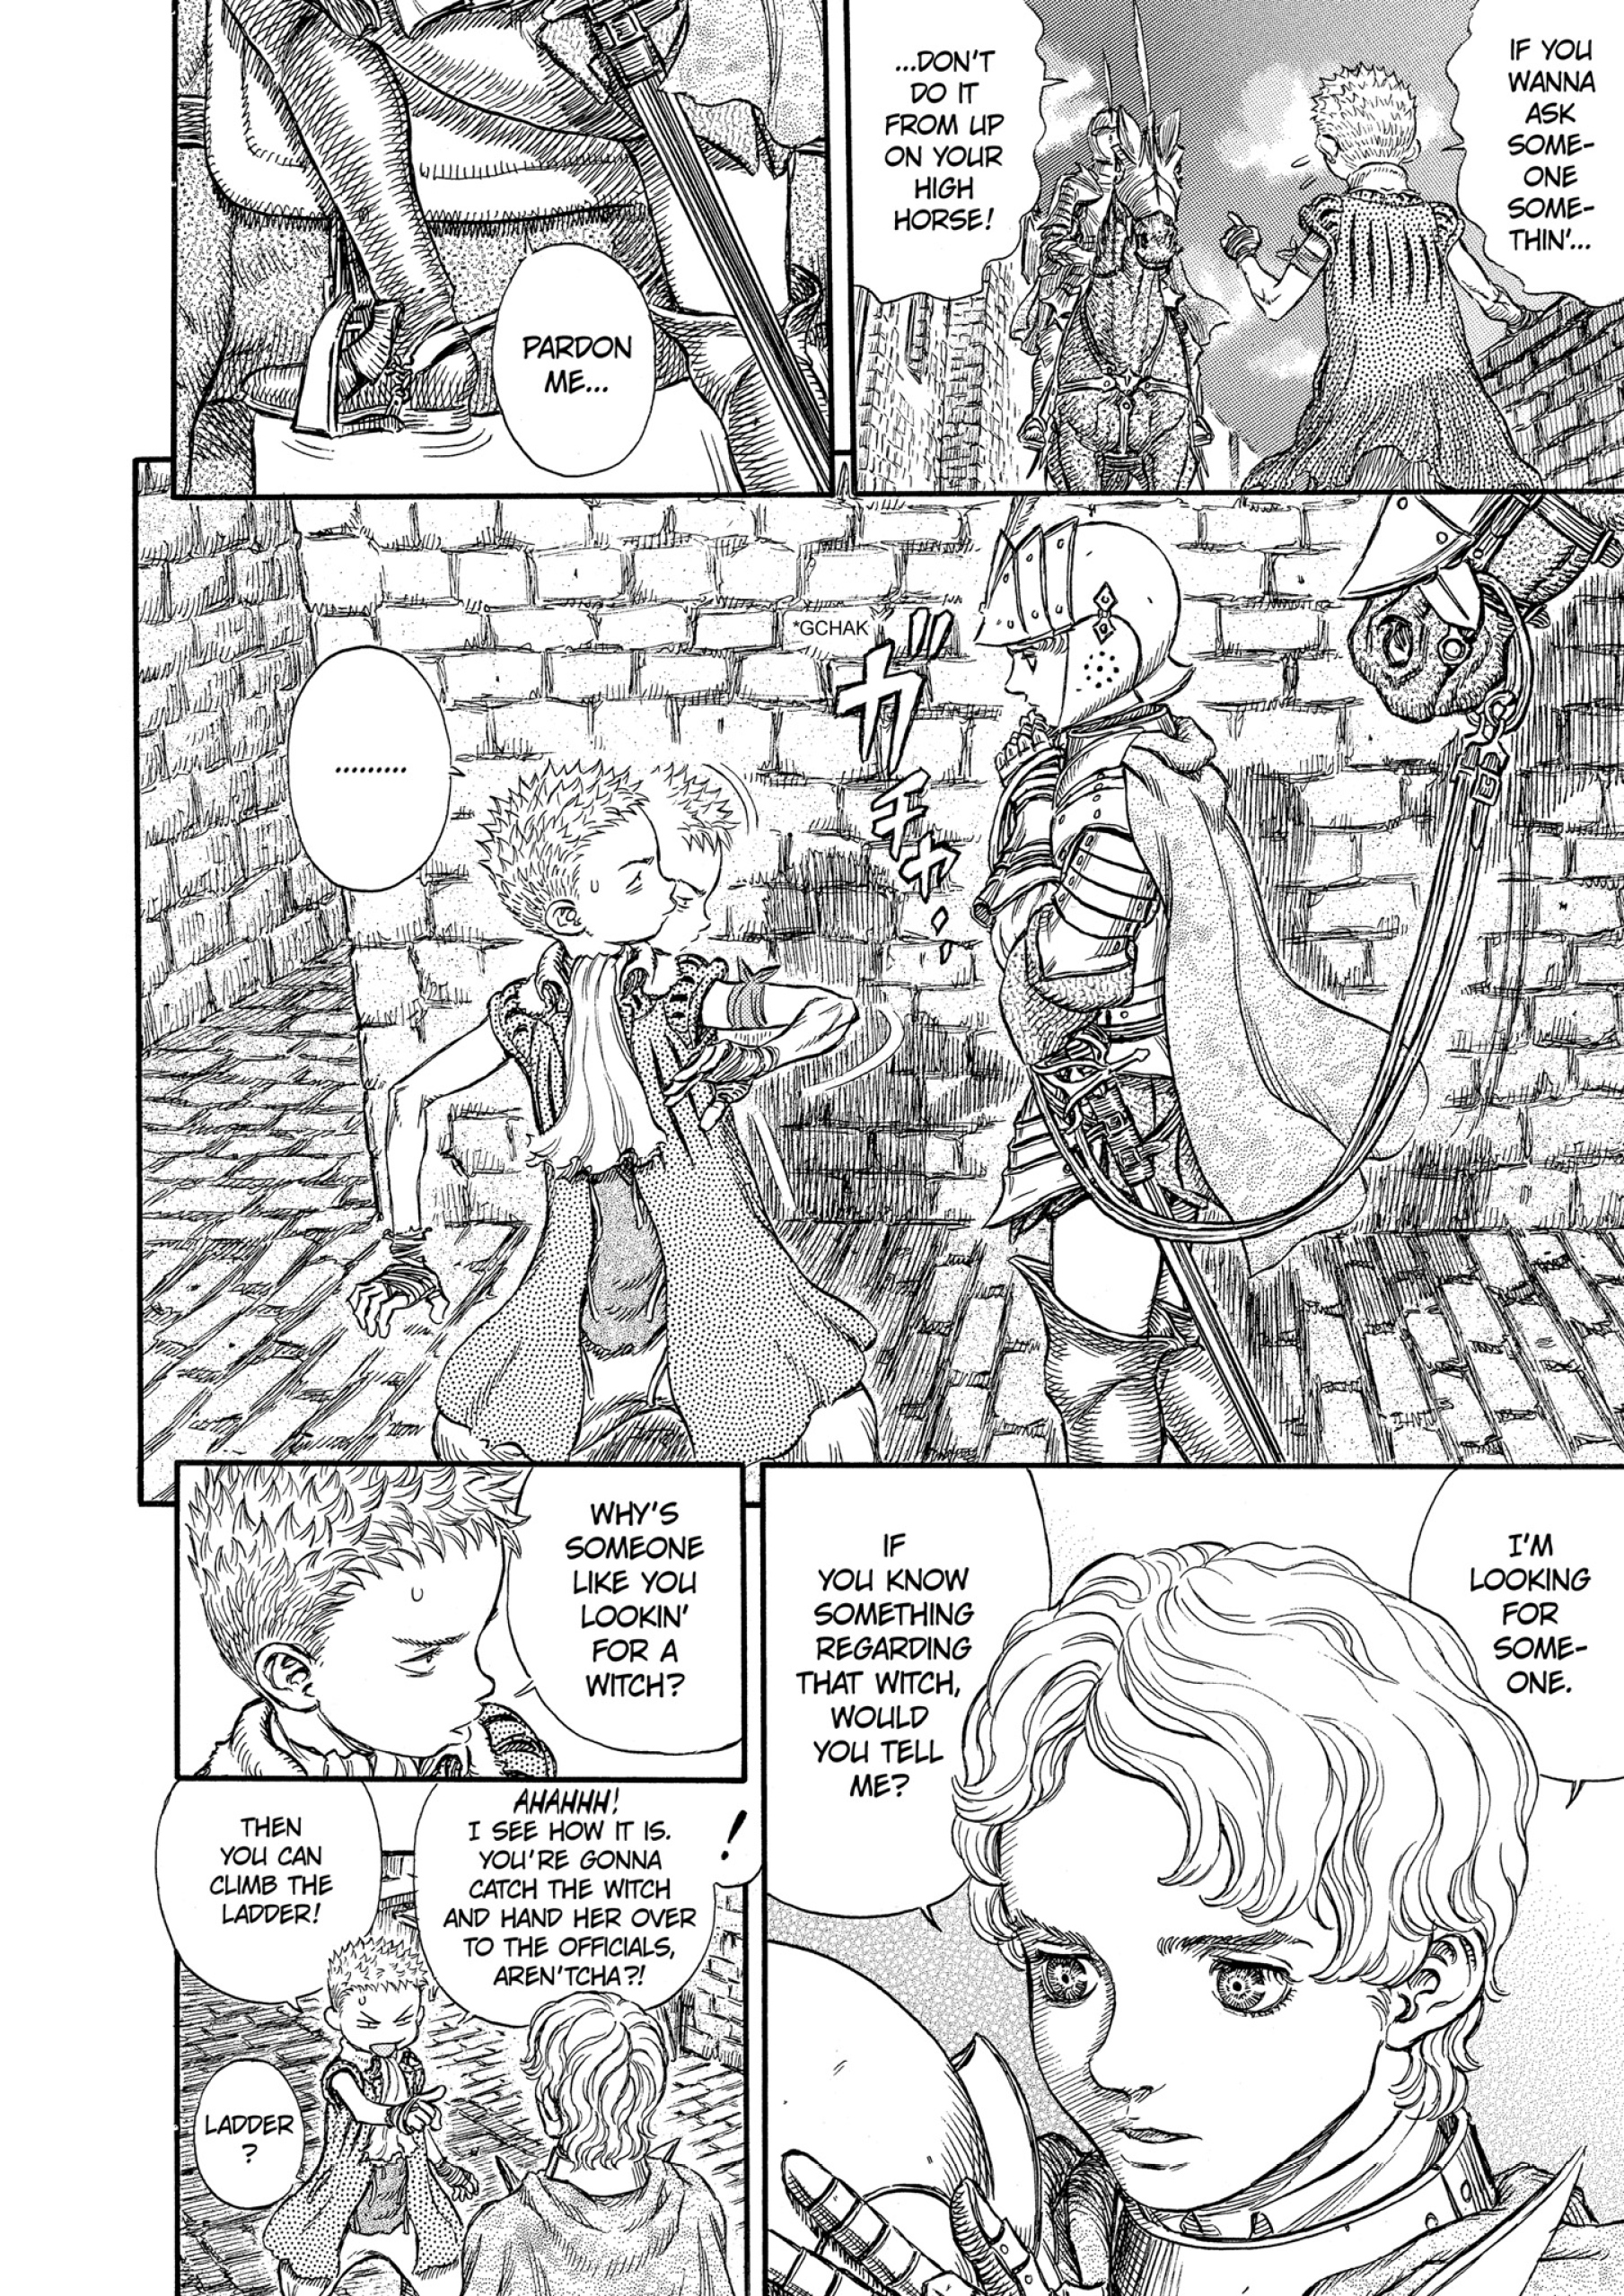 IF YOU
WANNA
ASK
SOME-
ONE
SOME-
THIN'...
...DON'T
DO IT
FROM UP
ON YOUR
HIGH
HORSE!
PARDON
ME...
*GCHAK
ガチャ
..........
I'M
LOOKING
FOR
SOME-
ONE.
IF
YOU KNOW
SOMETHING
REGARDING
THAT WITCH,
WOULD
YOU TELL
ME?
WHY'S
SOMEONE
LIKE YOU
LOOKIN'
FOR A
WITCH?
!
AHAHHH!
I SEE HOW IT IS.
YOU'RE GONNA
CATCH THE WITCH
AND HAND HER OVER
TO THE OFFICIALS,
AREN'TCHA?!
THEN
YOU CAN
CLIMB THE
LADDER!
LADDER
?